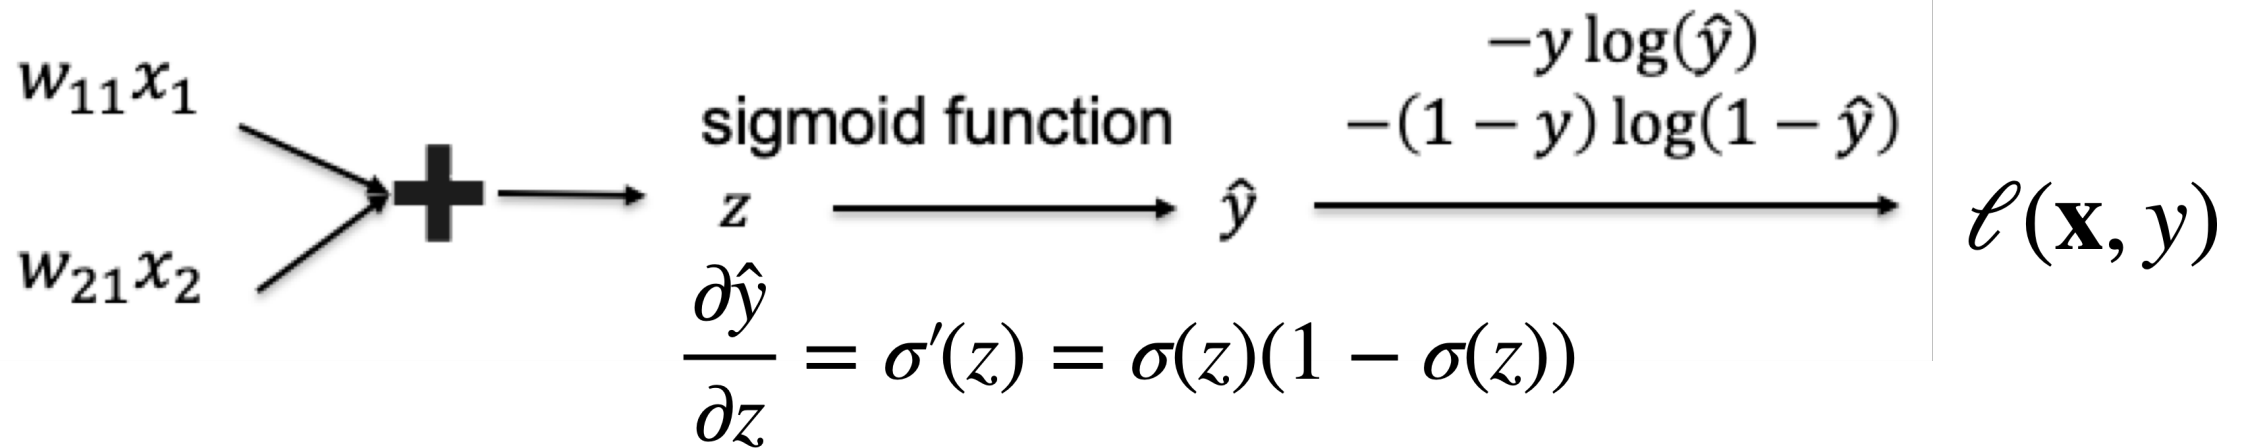 w₁₁x₁
w₂₁x₂
z
sigmoid function
ŷ
−y log(ŷ)
−(1 − y) log(1 − ŷ)
ℓ(𝐱, y)
∂ŷ/∂z = σ′(z) = σ(z)(1 − σ(z))